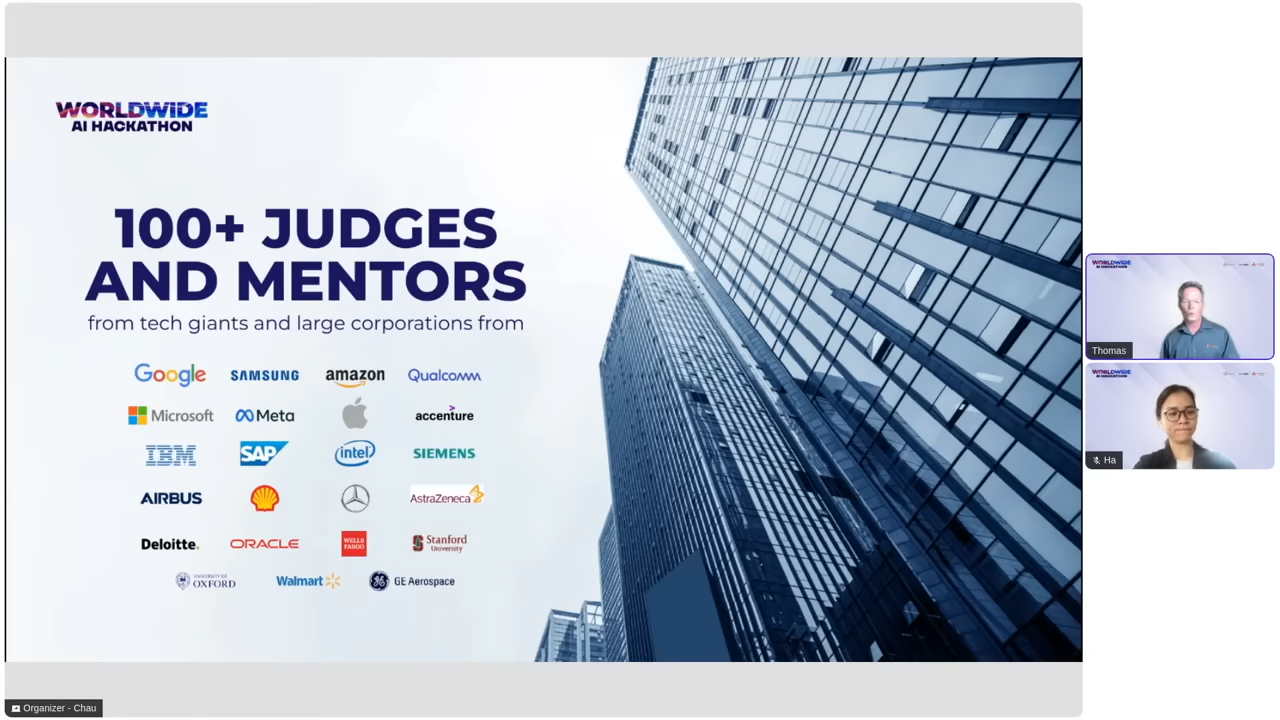 WORLDWIDE
AI HACKATHON
100+ JUDGES
AND MENTORS
from tech giants and large corporations from
Google SAMSUNG amazon Qualcomm
Microsoft Meta accenture
IBM SAP intel SIEMENS
AIRBUS AstraZeneca
Deloitte. ORACLE WELLS FARGO Stanford University
UNIVERSITY OF OXFORD Walmart GE Aerospace
WORLDWIDE
AI HACKATHON
Thomas
WORLDWIDE
AI HACKATHON
Ha
Organizer - Chau